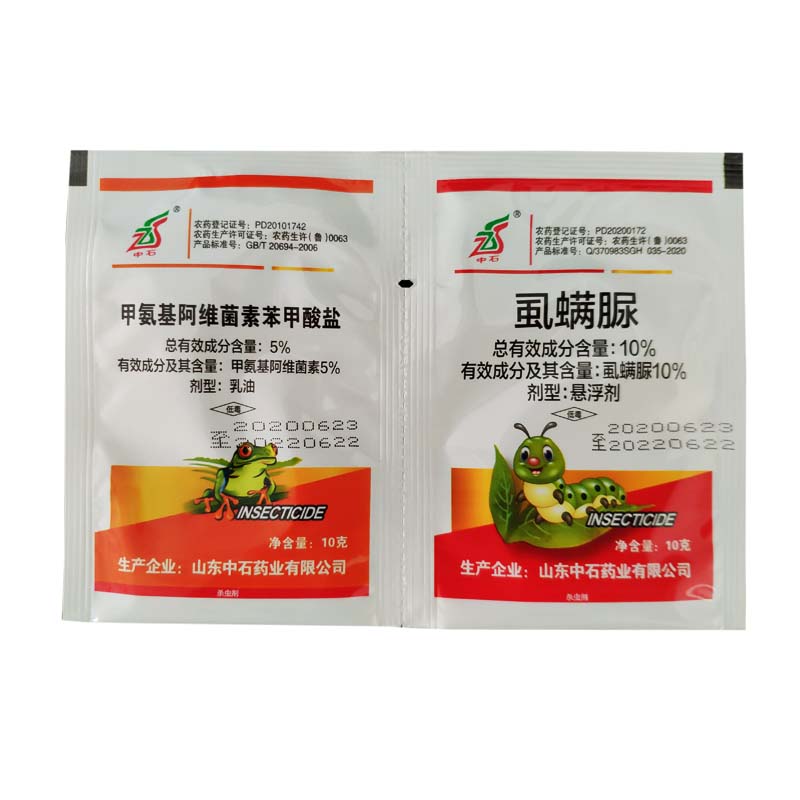 中石
®
农药登记证号：PD20101742
农药生产许可证号：农药生许(鲁)0063
产品标准号：GB/T 20694-2006
甲氨基阿维菌素苯甲酸盐
总有效成分含量：5%
有效成分及其含量：甲氨基阿维菌素5%
剂型：乳油
低毒
20200623
至20220622
INSECTICIDE
净含量：10克
生产企业：山东中石药业有限公司
杀虫剂
中石
®
农药登记证号：PD20200172
农药生产许可证号：农药生许(鲁)0063
产品标准号：Q/370983SGH 035-2020
虱螨脲
总有效成分含量：10%
有效成分及其含量：虱螨脲10%
剂型：悬浮剂
低毒
20200623
至20220622
INSECTICIDE
净含量：10克
生产企业：山东中石药业有限公司
杀虫剂